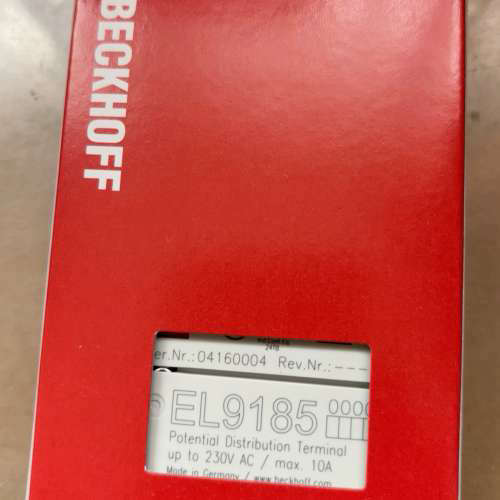 BECKHOFF
er.Nr.: 04160004 Rev.Nr.:---
EL9185 0000
Potential Distribution Terminal
up to 230V AC / max. 10A
Made in Germany / www.beckhoff.com